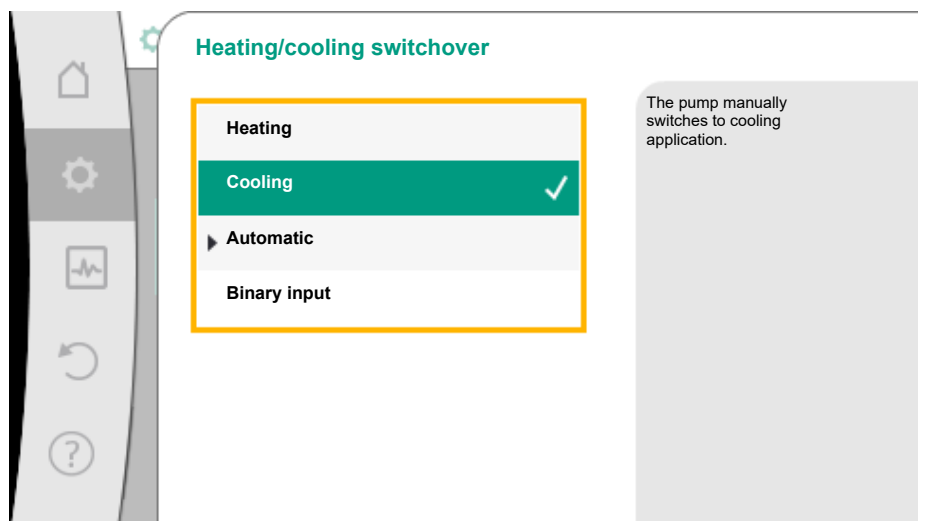 Heating/cooling switchover
Heating
Cooling
Automatic
Binary input
The pump manually
switches to cooling
application.
?